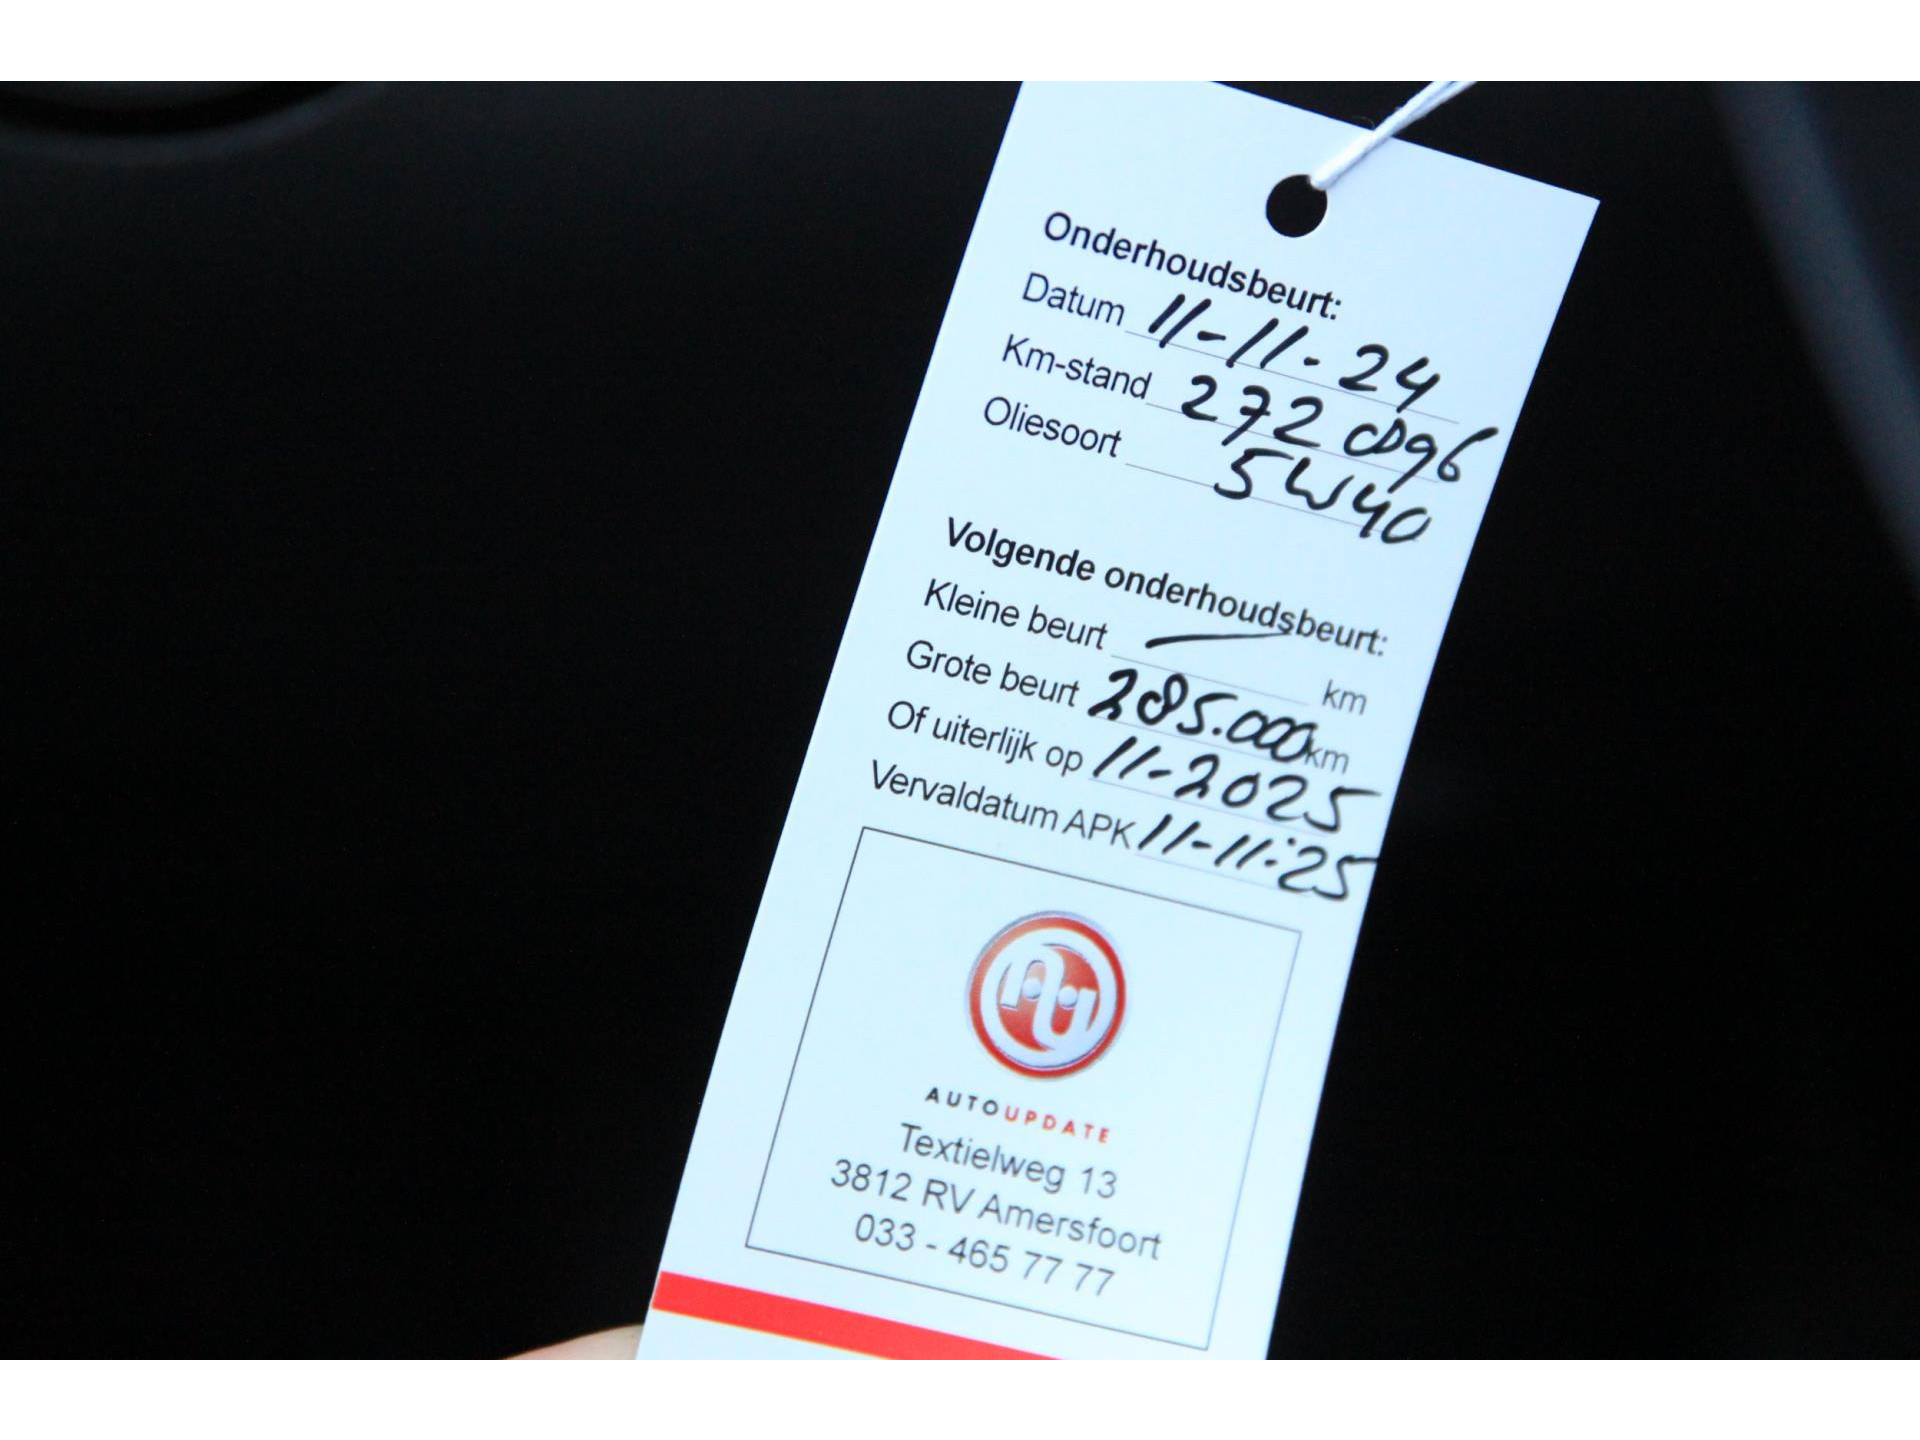 Onderhoudsbeurt:
Datum 11-11-24
Km-stand 272096
Oliesoort 5W40
Volgende onderhoudsbeurt:
Kleine beurt — km
Grote beurt 285.000 km
Of uiterlijk op 11-2025
Vervaldatum APK 11-11-25
AUTOUPDATE
Textielweg 13
3812 RV Amersfoort
033 - 465 77 77